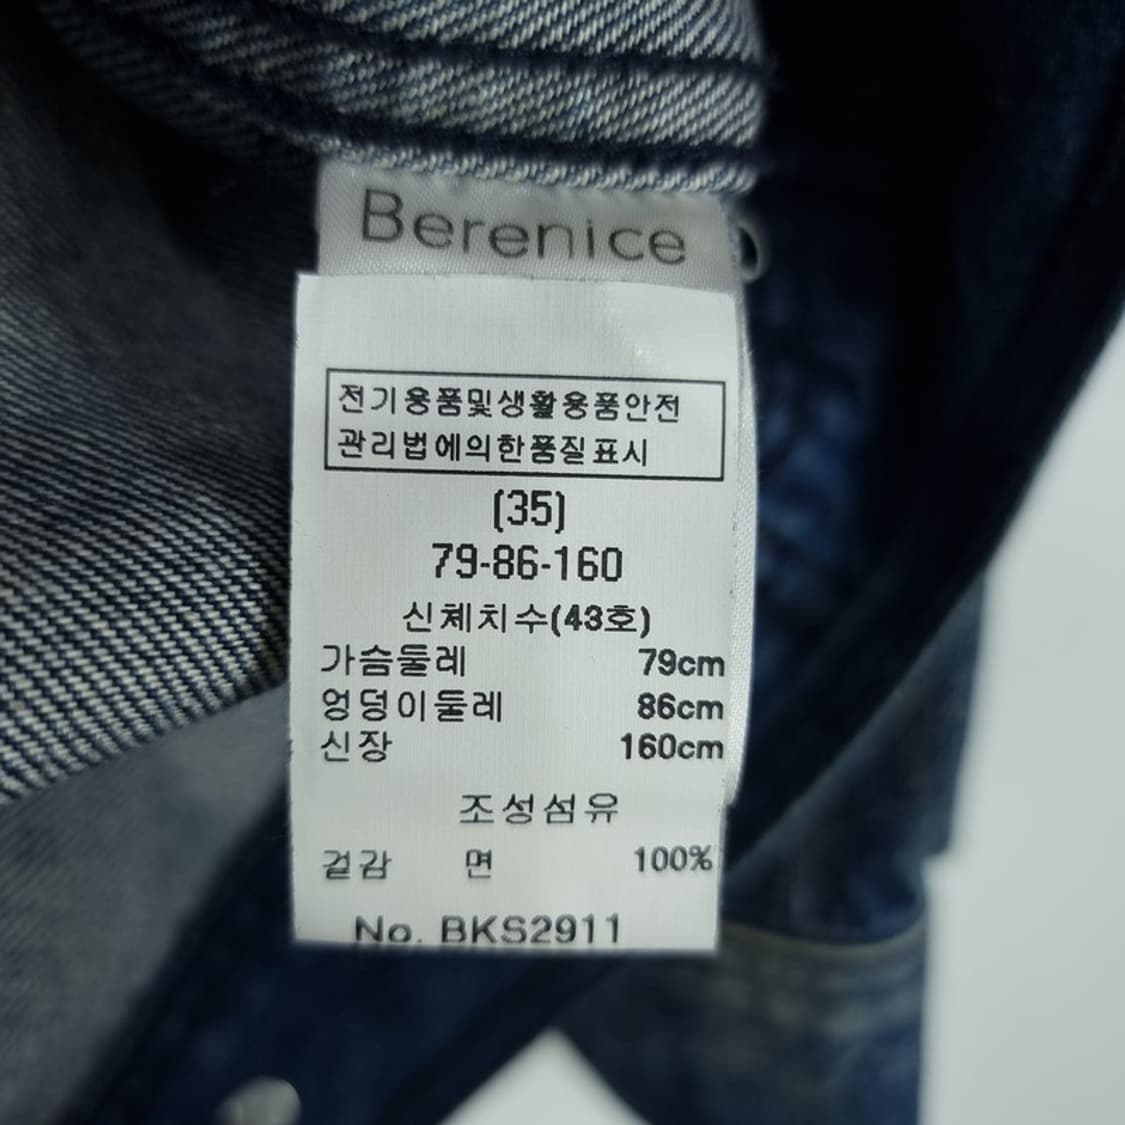 Berenice
전기용품및생활용품안전
관리법에의한품질표시
(35)
79-86-160
신체치수(43호)
가슴둘레 79cm
엉덩이둘레 86cm
신장 160cm
조성섬유
겉감 면 100%
No. BKS2911